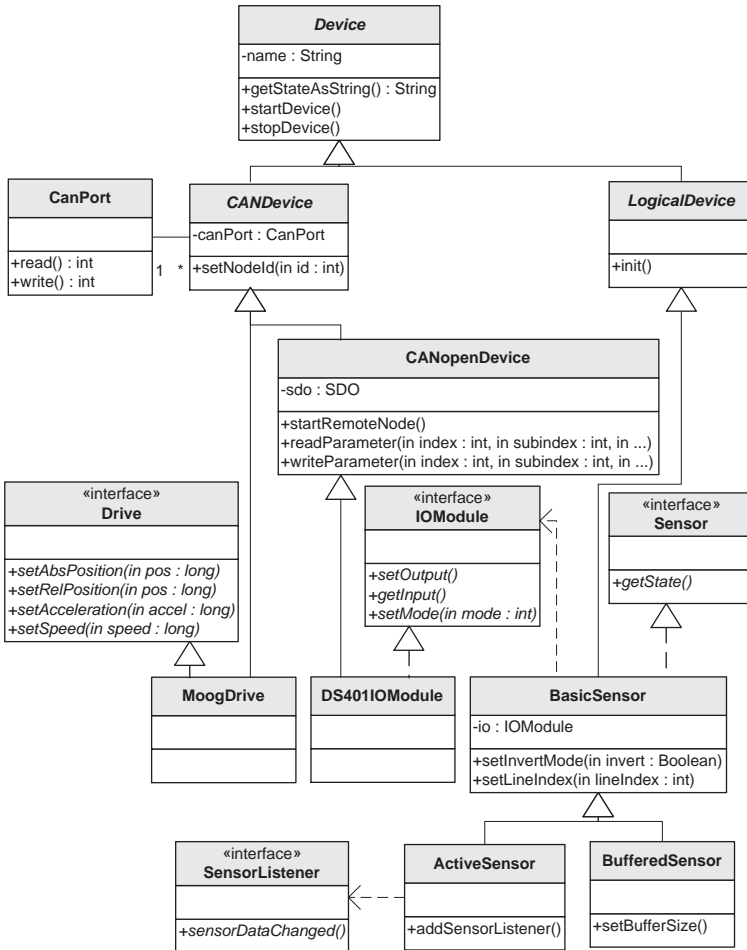 Device
-name : String
+getStateAsString() : String
+startDevice()
+stopDevice()
CanPort
+read() : int
+write() : int
1
*
CANDevice
-canPort : CanPort
+setNodeId(in id : int)
LogicalDevice
+init()
CANopenDevice
-sdo : SDO
+startRemoteNode()
+readParameter(in index : int, in subindex : int, in ...)
+writeParameter(in index : int, in subindex : int, in ...)
«interface»
Drive
+setAbsPosition(in pos : long)
+setRelPosition(in pos : long)
+setAcceleration(in accel : long)
+setSpeed(in speed : long)
«interface»
IOModule
+setOutput()
+getInput()
+setMode(in mode : int)
«interface»
Sensor
+getState()
MoogDrive
DS401IOModule
BasicSensor
-io : IOModule
+setInvertMode(in invert : Boolean)
+setLineIndex(in lineIndex : int)
«interface»
SensorListener
+sensorDataChanged()
ActiveSensor
+addSensorListener()
BufferedSensor
+setBufferSize()